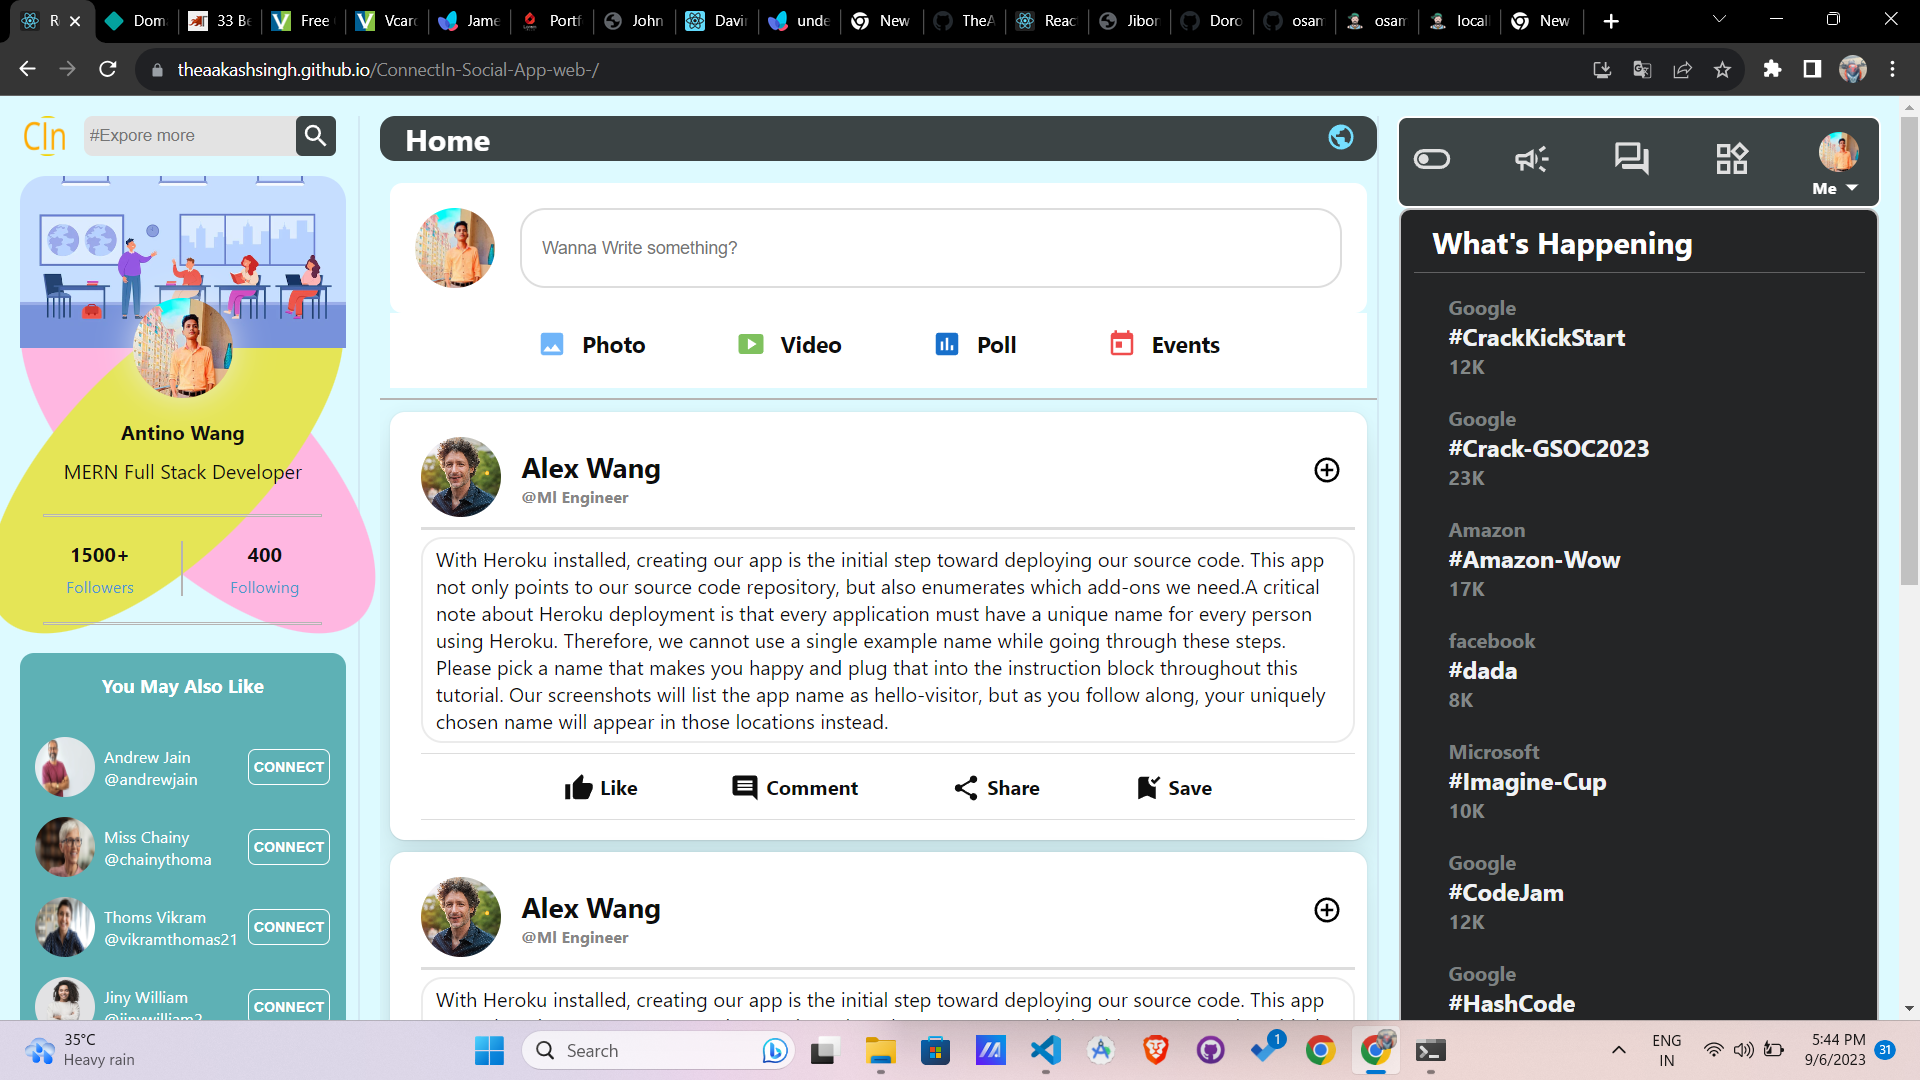 R
Dom
33 Be
Free
Vcar
Jame
Portf
John
Davi
unde
New
TheA
Reac
Jibor
Doro
osam
osam
locall
New
theaakashsingh.github.io/ConnectIn-Social-App-web-/
CIn
#Expore more
Home
Me
Wanna Write something?
Photo
Video
Poll
Events
Antino Wang
MERN Full Stack Developer
1500+
Followers
400
Following
You May Also Like
Andrew Jain
@andrewjain
CONNECT
Miss Chainy
@chainythoma
CONNECT
Thoms Vikram
@vikramthomas21
CONNECT
Jiny William
@jinywilliam2
CONNECT
Alex Wang
@Ml Engineer
With Heroku installed, creating our app is the initial step toward deploying our source code. This app
not only points to our source code repository, but also enumerates which add-ons we need.A critical
note about Heroku deployment is that every application must have a unique name for every person
using Heroku. Therefore, we cannot use a single example name while going through these steps.
Please pick a name that makes you happy and plug that into the instruction block throughout this
tutorial. Our screenshots will list the app name as hello-visitor, but as you follow along, your uniquely
chosen name will appear in those locations instead.
Like
Comment
Share
Save
Alex Wang
@Ml Engineer
With Heroku installed, creating our app is the initial step toward deploying our source code. This app
What's Happening
Google
#CrackKickStart
12K
Google
#Crack-GSOC2023
23K
Amazon
#Amazon-Wow
17K
facebook
#dada
8K
Microsoft
#Imagine-Cup
10K
Google
#CodeJam
12K
Google
#HashCode
35°C
Heavy rain
Search
1
ENG
IN
5:44 PM
9/6/2023
31